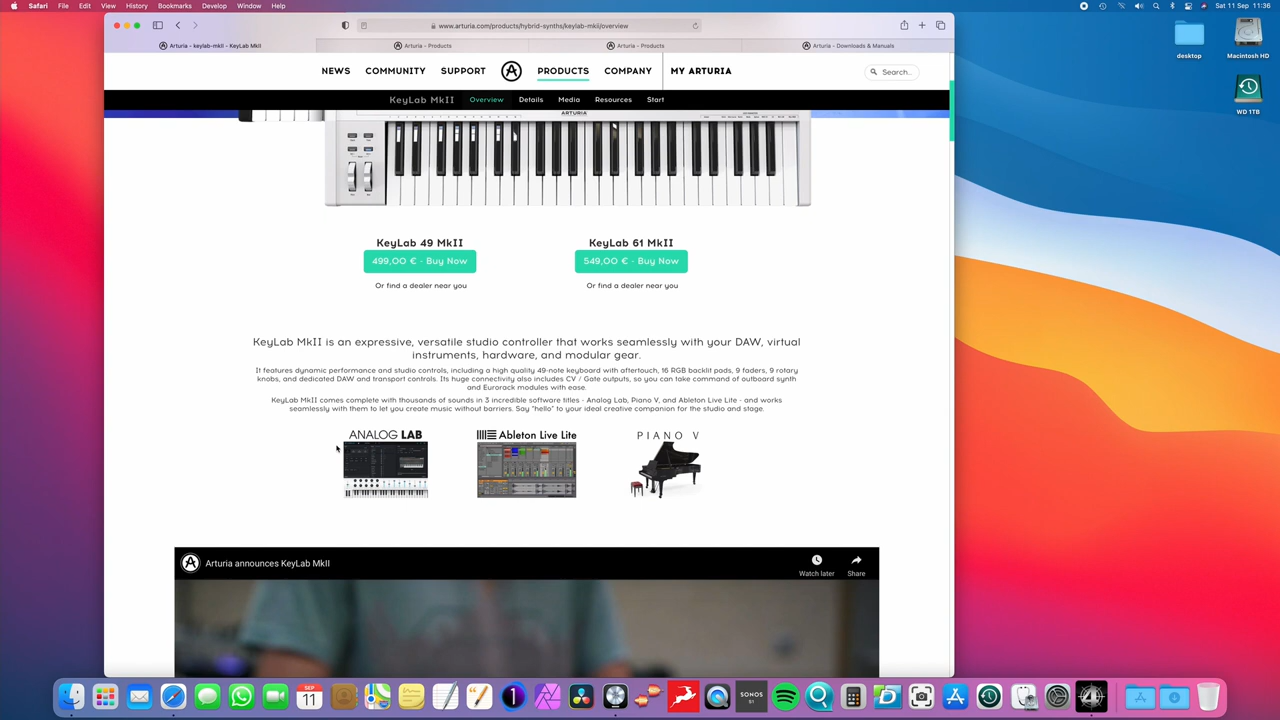 Safari File Edit View History Bookmarks Develop Window Help
Sat 11 Sep 11:36
www.arturia.com/products/hybrid-synths/keylab-mkii/overview
Arturia - keylab-mkii - KeyLab MkII
Arturia - Products
Arturia - Products
Arturia - Downloads & Manuals
NEWS COMMUNITY SUPPORT PRODUCTS COMPANY MY ARTURIA
Search..
KeyLab MkII Overview Details Media Resources Start
ARTURIA
KeyLab 49 MkII
499,00 € - Buy Now
Or find a dealer near you
KeyLab 61 MkII
549,00 € - Buy Now
Or find a dealer near you
KeyLab MkII is an expressive, versatile studio controller that works seamlessly with your DAW, virtual
instruments, hardware, and modular gear.
It features dynamic performance and studio controls, including a high quality 49-note keyboard with aftertouch, 16 RGB backlit pads, 9 faders, 9 rotary
knobs, and dedicated DAW and transport controls. Its huge connectivity also includes CV / Gate outputs, so you can take command of outboard synth
and Eurorack modules with ease.
KeyLab MkII comes complete with thousands of sounds in 3 incredible software titles - Analog Lab, Piano V, and Ableton Live Lite - and works
seamlessly with them to let you create music without barriers. Say "hello" to your ideal creative companion for the studio and stage.
ANALOG LAB
Ableton Live Lite
PIANO V
Arturia announces KeyLab MkII
Watch later
Share
desktop
Macintosh HD
WD 1TB
SEP
11
1
SONOS
S1